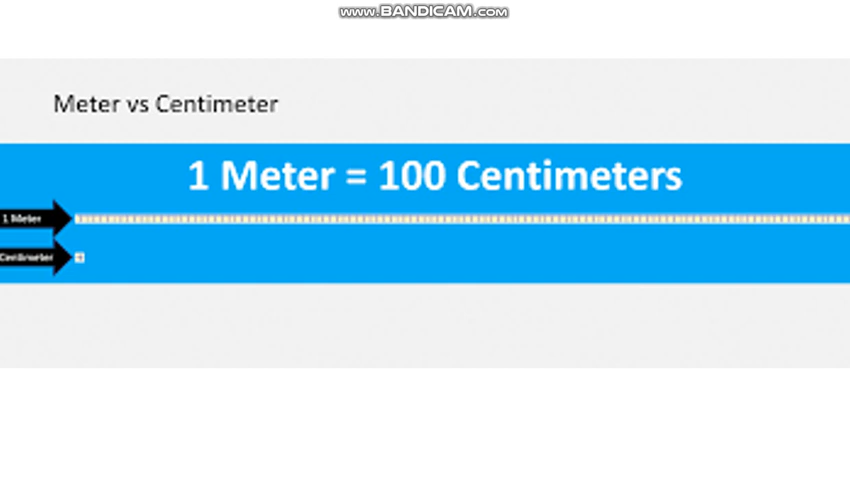 www.BANDICAM.com
Meter vs Centimeter
1 Meter = 100 Centimeters
1 Meter
Centimeter